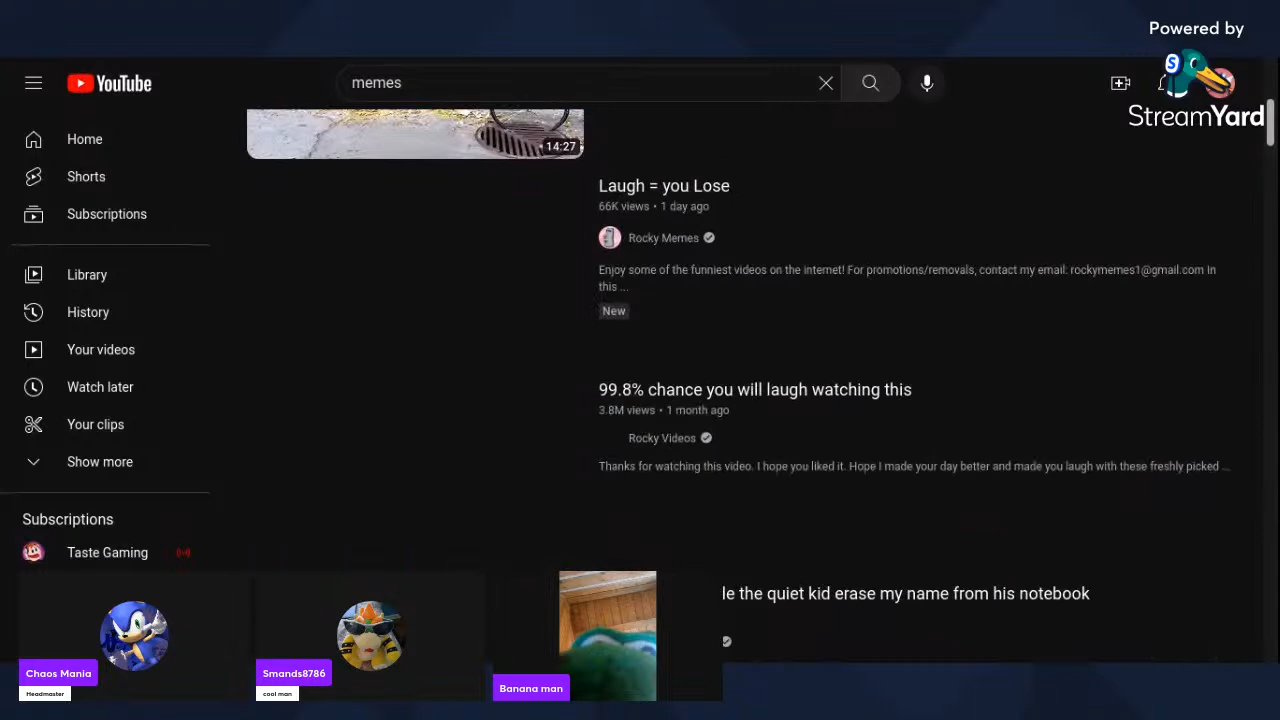 Powered by
StreamYard
YouTube
memes
Home
Shorts
Subscriptions
Library
History
Your videos
Watch later
Your clips
Show more
Subscriptions
Taste Gaming
14:27
Laugh = you Lose
66K views • 1 day ago
Rocky Memes
Enjoy some of the funniest videos on the internet! For promotions/removals, contact my email: rockymemes1@gmail.com In
this ...
New
99.8% chance you will laugh watching this
3.8M views • 1 month ago
Rocky Videos
Thanks for watching this video. I hope you liked it. Hope I made your day better and made you laugh with these freshly picked ...
the quiet kid erase my name from his notebook
Chaos Mania
Headmaster
Smands8786
cool man
Banana man